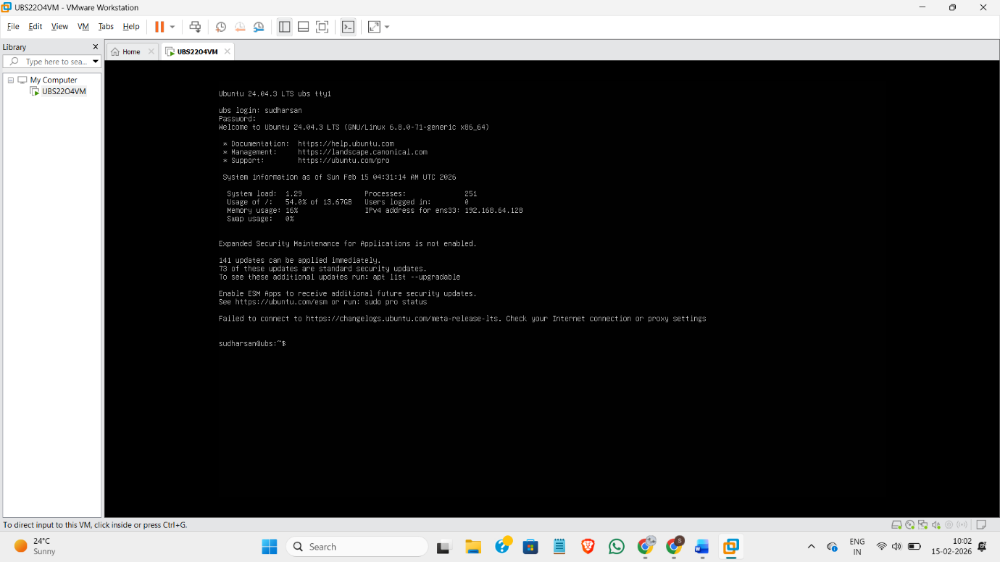 UBS22O4VM - VMware Workstation
File Edit View VM Tabs Help
Library
Home
UBS22O4VM
Type here to sea...
My Computer
UBS22O4VM
Ubuntu 24.04.3 LTS ubs tty1
ubs login: sudharsan
Password:
Welcome to Ubuntu 24.04.3 LTS (GNU/Linux 6.8.0-71-generic x86_64)
* Documentation: https://help.ubuntu.com
* Management: https://landscape.canonical.com
* Support: https://ubuntu.com/pro
System information as of Sun Feb 15 04:31:14 AM UTC 2026
System load: 1.29 Processes: 251
Usage of /: 54.0% of 13.67GB Users logged in: 0
Memory usage: 16% IPv4 address for ens33: 192.168.64.128
Swap usage: 0%
Expanded Security Maintenance for Applications is not enabled.
141 updates can be applied immediately.
73 of these updates are standard security updates.
To see these additional updates run: apt list --upgradable
Enable ESM Apps to receive additional future security updates.
See https://ubuntu.com/esm or run: sudo pro status
Failed to connect to https://changelogs.ubuntu.com/meta-release-lts. Check your Internet connection or proxy settings
sudharsan@ubs:~$
To direct input to this VM, click inside or press Ctrl+G.
24°C
Sunny
Search
ENG
IN
10:02
15-02-2026